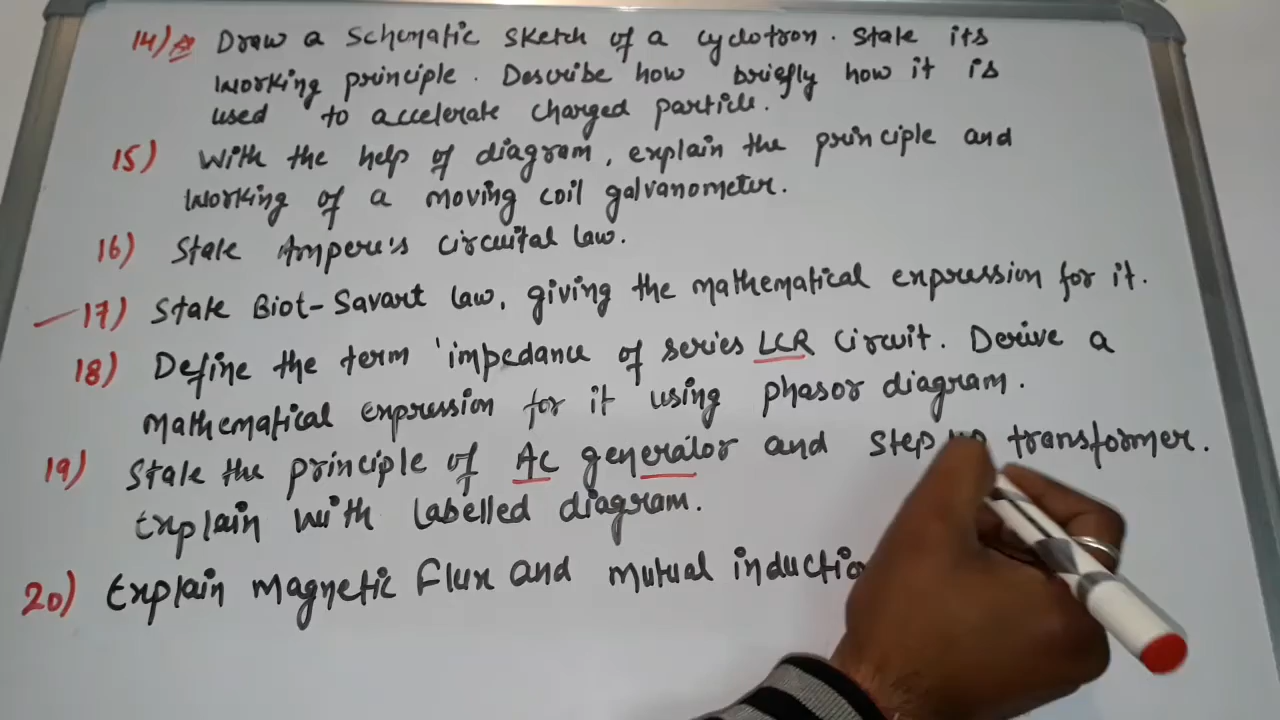 14) Draw a schematic sketch of a cyclotron. State its
working principle. Describe how briefly how it is
used to accelerate charged particle.
15) With the help of diagram, explain the principle and
working of a moving coil galvanometer.
16) State Ampere's circuital law.
17) State Biot-Savart law, giving the mathematical expression for it.
18) Define the term 'impedance of series LCR circuit. Derive a
mathematical expression for it using phasor diagram.
19) State the principle of Ac generator and step transformer.
Explain with labelled diagram.
20) Explain magnetic flux and mutual